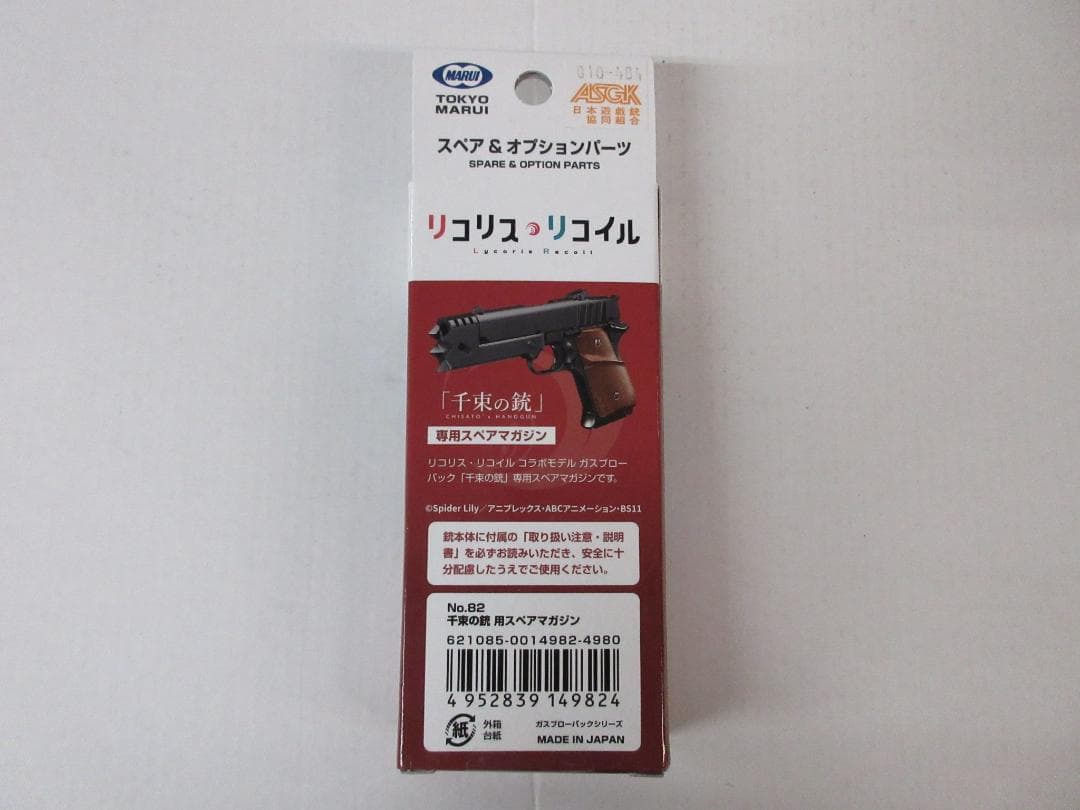 MARUI
TOKYO
MARUI
010-404
ASGK
日本遊戯銃
協同組合
スペア & オプションパーツ
SPARE & OPTION PARTS
リコリス・リコイル
Lycoris Recoil
「千束の銃」
CHISATO's HANDGUN
専用スペアマガジン
リコリス・リコイル コラボモデル ガスブロー
バック「千束の銃」専用スペアマガジンです。
©Spider Lily／アニプレックス・ABCアニメーション・BS11
銃本体に付属の「取り扱い注意・説明
書」を必ずお読みいただき、安全に十
分配慮したうえでご使用ください。
No.82
千束の銃 用スペアマガジン
621085-0014982-4980
4 952839 149824
紙
外箱
台紙
ガスブローバックシリーズ
MADE IN JAPAN